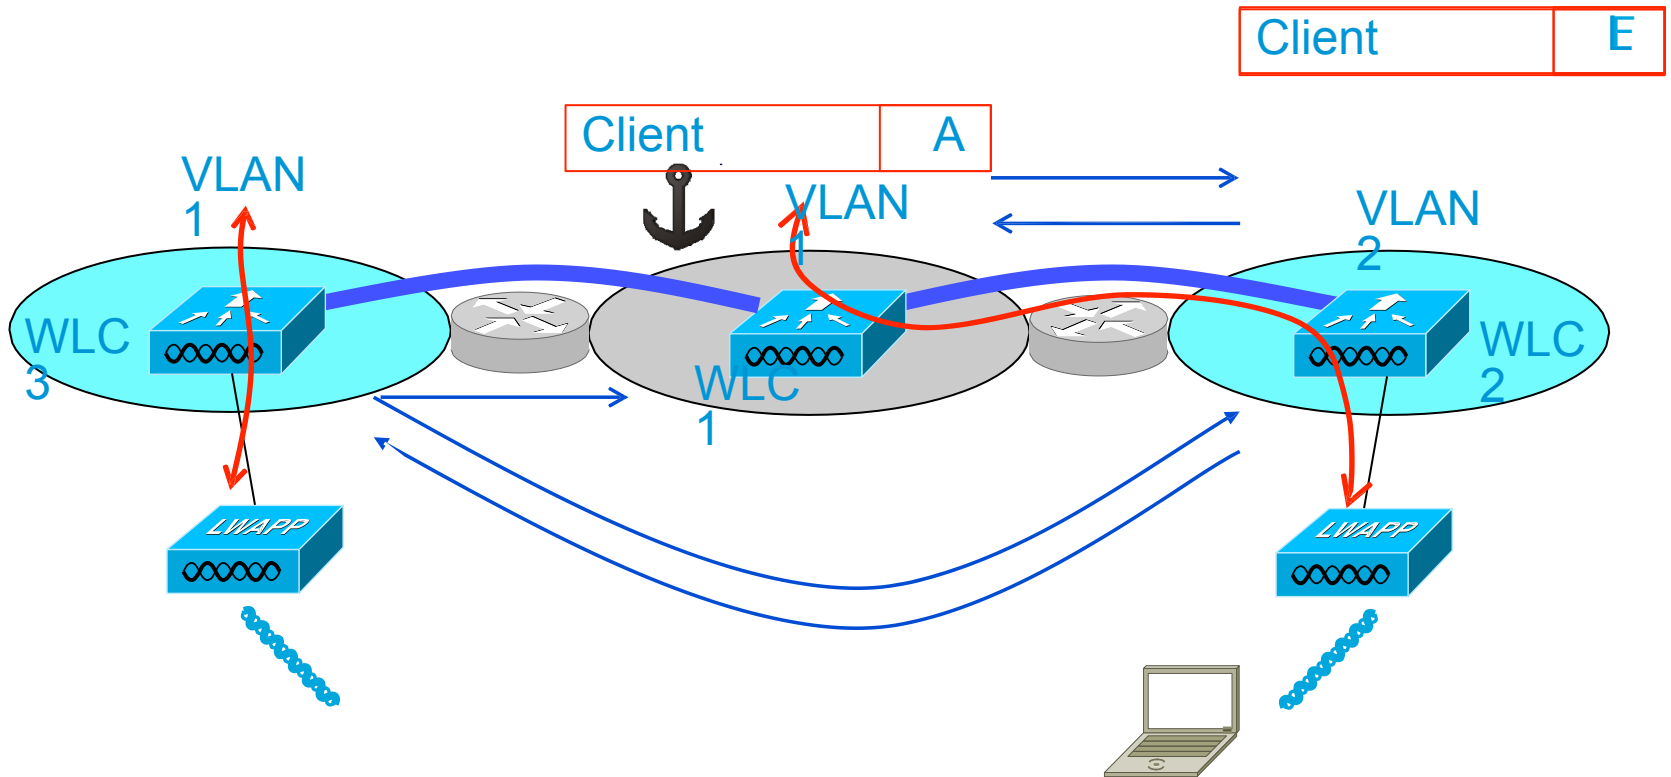 Client E
Client A
VLAN
1
VLAN
1
VLAN
2
WLC
3
WLC
1
WLC
2
LWAPP
LWAPP